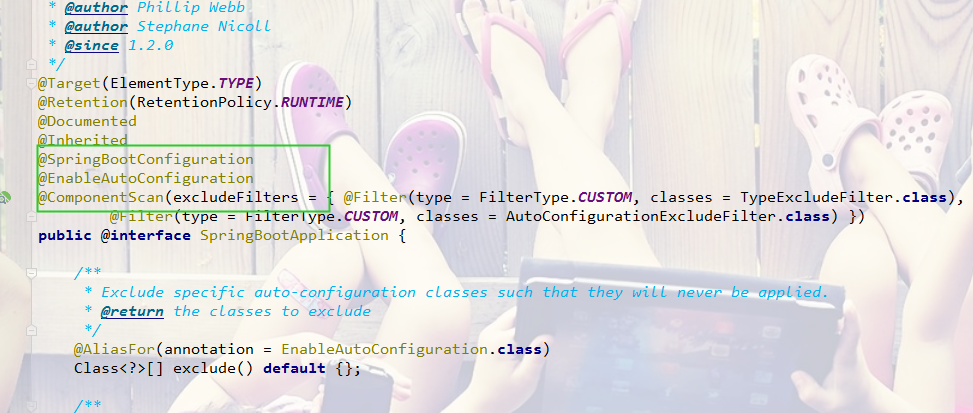 * @author Phillip Webb
* @author Stephane Nicoll
* @since 1.2.0
*/
@Target(ElementType.TYPE)
@Retention(RetentionPolicy.RUNTIME)
@Documented
@Inherited
@SpringBootConfiguration
@EnableAutoConfiguration
@ComponentScan(excludeFilters = { @Filter(type = FilterType.CUSTOM, classes = TypeExcludeFilter.class),
@Filter(type = FilterType.CUSTOM, classes = AutoConfigurationExcludeFilter.class) })
public @interface SpringBootApplication {
/**
* Exclude specific auto-configuration classes such that they will never be applied.
* @return the classes to exclude
*/
@AliasFor(annotation = EnableAutoConfiguration.class)
Class<?>[] exclude() default {};
/**